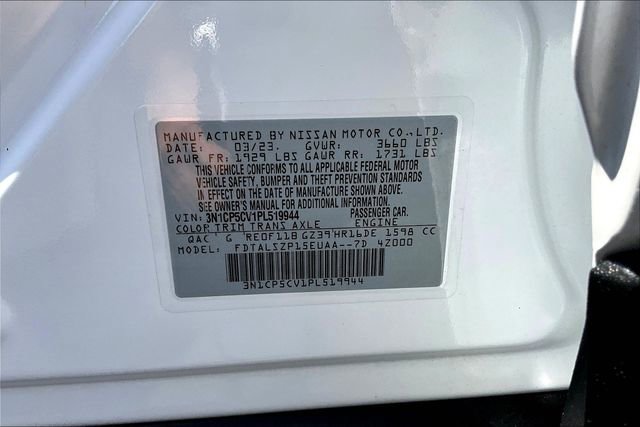 MANUFACTURED BY NISSAN MOTOR CO.,LTD.
DATE: 03/23. GVWR: 3660 LBS
GAWR FR: 1929 LBS GAWR RR: 1731 LBS
THIS VEHICLE CONFORMS TO ALL APPLICABLE FEDERAL MOTOR
VEHICLE SAFETY, BUMPER AND THEFT PREVENTION STANDARDS
IN EFFECT ON THE DATE OF MANUFACTURE SHOWN ABOVE.
SEE OWNERS MANUAL FOR ADDITIONAL INFORMATION.
VIN: 3N1CP5CV1PL519944 PASSENGER CAR.
COLOR TRIM TRANS AXLE ENGINE
QAC G RE0F11B GZ39 HR16DE 1598 CC
MODEL: FDTALSZP15EUAA--7D 4Z000
3N1CP5CV1PL519944